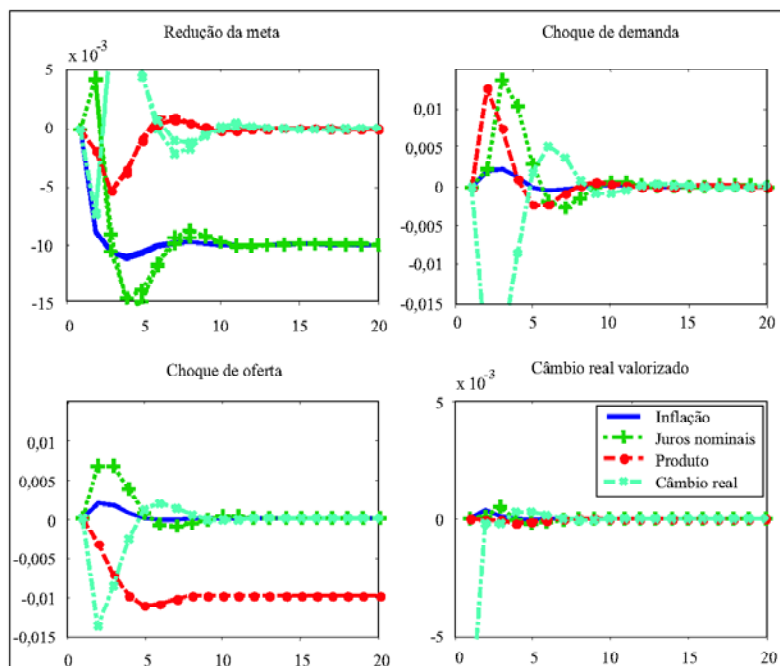 Redução da meta
x 10⁻³
5
0
-5
-10
-15
0 5 10 15 20
Choque de demanda
0,01
0,005
0
-0,005
-0,01
-0,015
0 5 10 15 20
Choque de oferta
0,01
0,005
0
-0,005
-0,01
-0,015
0 5 10 15 20
Câmbio real valorizado
x 10⁻³
5
0
-5
0 5 10 15 20
Inflação
Juros nominais
Produto
Câmbio real